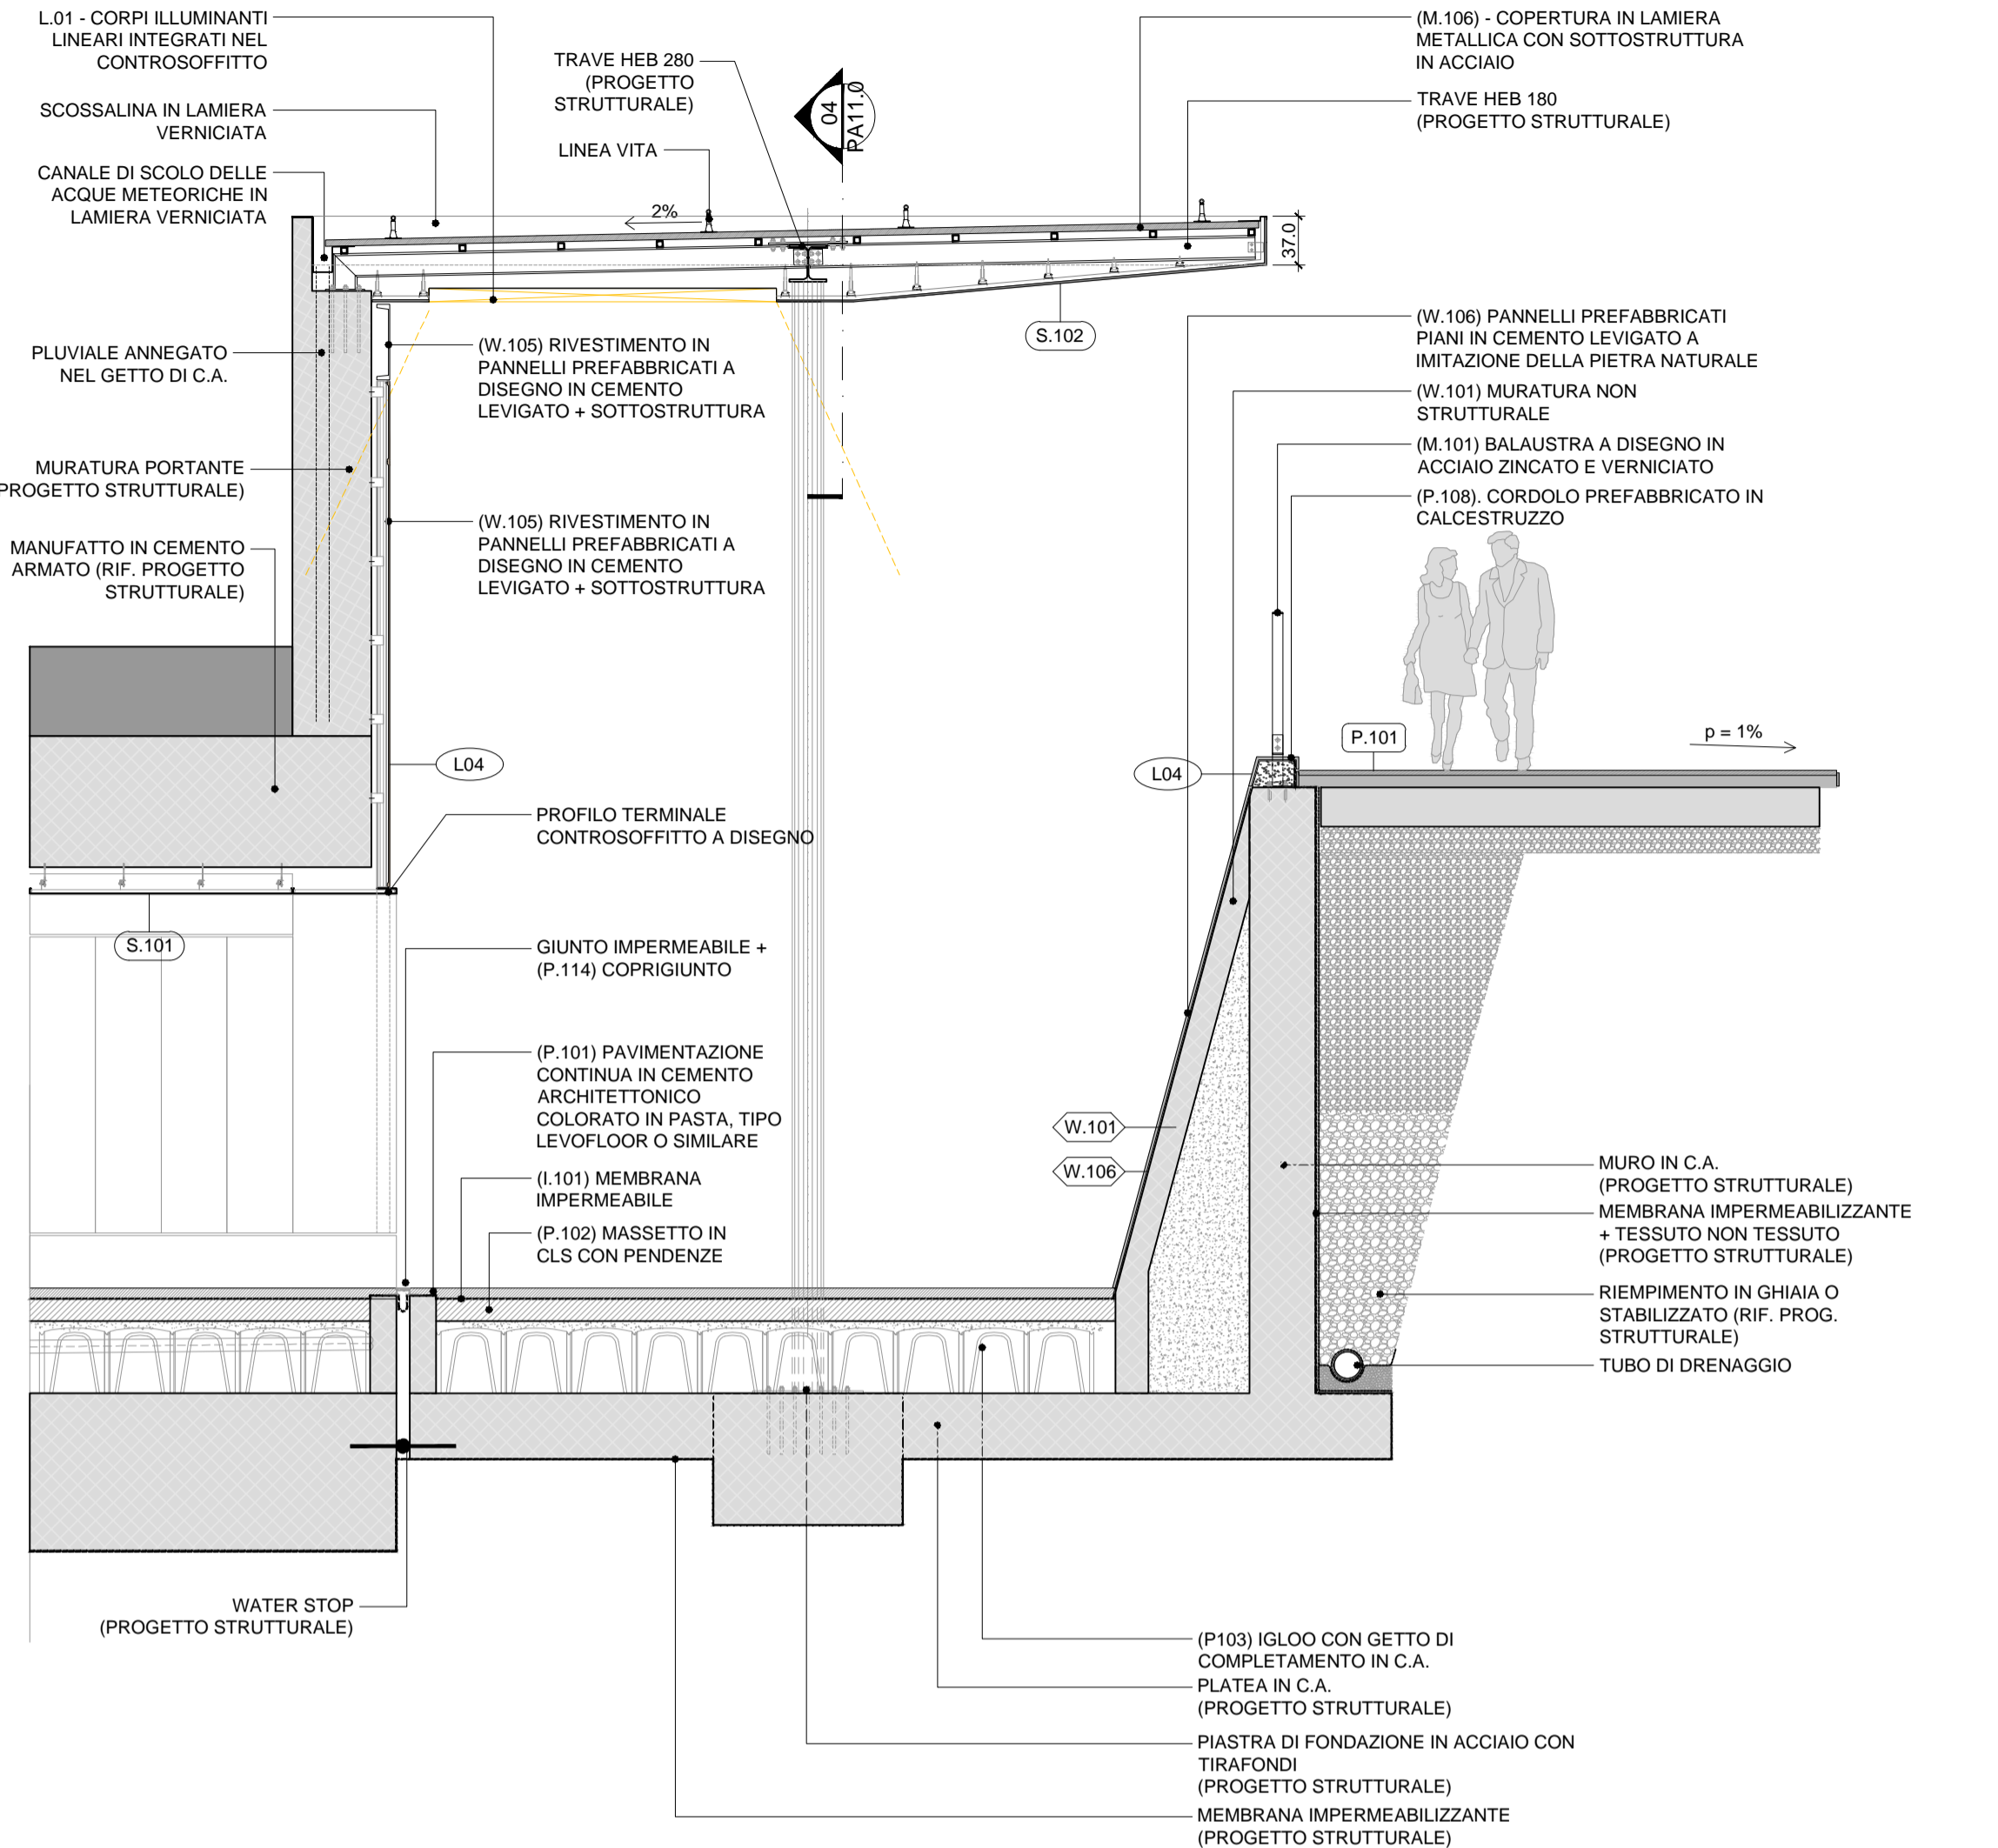 L.01 - CORPI ILLUMINANTI
LINEARI INTEGRATI NEL
CONTROSOFFITTO
SCOSSALINA IN LAMIERA
VERNICIATA
CANALE DI SCOLO DELLE
ACQUE METEORICHE IN
LAMIERA VERNICIATA
PLUVIALE ANNEGATO
NEL GETTO DI C.A.
MURATURA PORTANTE
PROGETTO STRUTTURALE)
MANUFATTO IN CEMENTO
ARMATO (RIF. PROGETTO
STRUTTURALE)
TRAVE HEB 280
(PROGETTO
STRUTTURALE)
LINEA VITA
04
PA11.0
2%
37.0
S.102
(M.106) - COPERTURA IN LAMIERA
METALLICA CON SOTTOSTRUTTURA
IN ACCIAIO
TRAVE HEB 180
(PROGETTO STRUTTURALE)
(W.105) RIVESTIMENTO IN
PANNELLI PREFABBRICATI A
DISEGNO IN CEMENTO
LEVIGATO + SOTTOSTRUTTURA
(W.105) RIVESTIMENTO IN
PANNELLI PREFABBRICATI A
DISEGNO IN CEMENTO
LEVIGATO + SOTTOSTRUTTURA
(W.106) PANNELLI PREFABBRICATI
PIANI IN CEMENTO LEVIGATO A
IMITAZIONE DELLA PIETRA NATURALE
(W.101) MURATURA NON
STRUTTURALE
(M.101) BALAUSTRA A DISEGNO IN
ACCIAIO ZINCATO E VERNICIATO
(P.108). CORDOLO PREFABBRICATO IN
CALCESTRUZZO
P.101
p = 1%
L04
L04
PROFILO TERMINALE
CONTROSOFFITTO A DISEGNO
S.101
GIUNTO IMPERMEABILE +
(P.114) COPRIGIUNTO
(P.101) PAVIMENTAZIONE
CONTINUA IN CEMENTO
ARCHITETTONICO
COLORATO IN PASTA, TIPO
LEVOFLOOR O SIMILARE
(I.101) MEMBRANA
IMPERMEABILE
(P.102) MASSETTO IN
CLS CON PENDENZE
W.101
W.106
MURO IN C.A.
(PROGETTO STRUTTURALE)
MEMBRANA IMPERMEABILIZZANTE
+ TESSUTO NON TESSUTO
(PROGETTO STRUTTURALE)
RIEMPIMENTO IN GHIAIA O
STABILIZZATO (RIF. PROG.
STRUTTURALE)
TUBO DI DRENAGGIO
WATER STOP
(PROGETTO STRUTTURALE)
(P103) IGLOO CON GETTO DI
COMPLETAMENTO IN C.A.
PLATEA IN C.A.
(PROGETTO STRUTTURALE)
PIASTRA DI FONDAZIONE IN ACCIAIO CON
TIRAFONDI
(PROGETTO STRUTTURALE)
MEMBRANA IMPERMEABILIZZANTE
(PROGETTO STRUTTURALE)